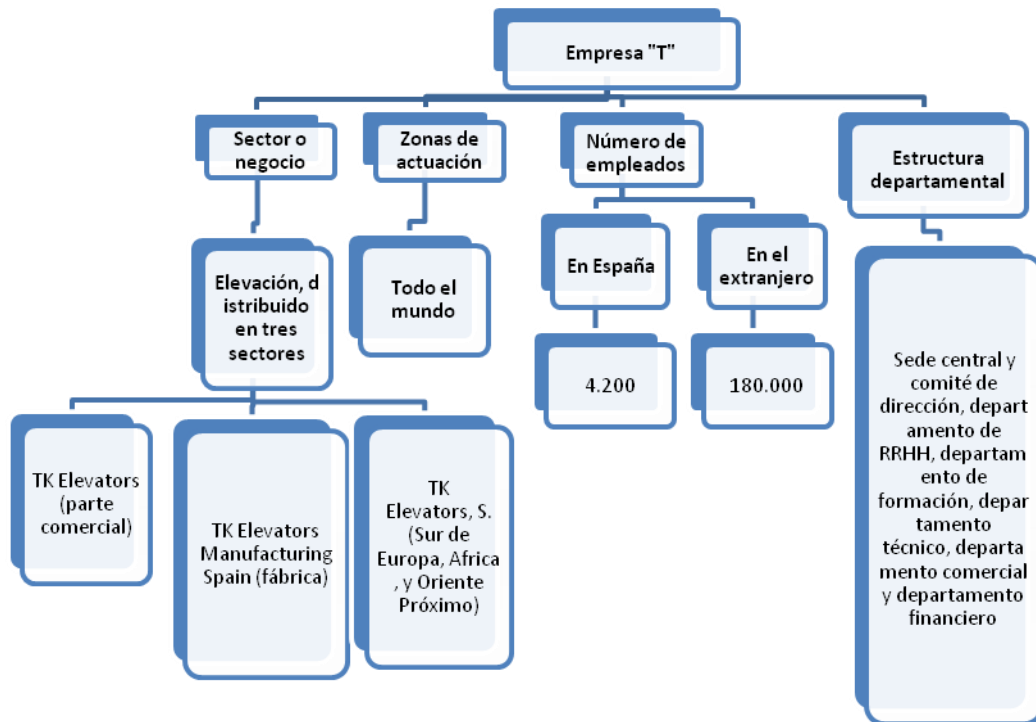 Empresa "T"
Sector o
negocio
Zonas de
actuación
Número de
empleados
Estructura
departamental
Elevación, d
istribuido
en tres
sectores
Todo el
mundo
En España
En el
extranjero
4.200
180.000
Sede central y
comité de
dirección, depart
amento de
RRHH, departam
ento de
formación, depar
tamento
técnico, departa
mento comercial
y departamento
financiero
TK Elevators
(parte
comercial)
TK Elevators
Manufacturing
Spain (fábrica)
TK
Elevators, S.
(Sur de
Europa, Africa
, y Oriente
Próximo)